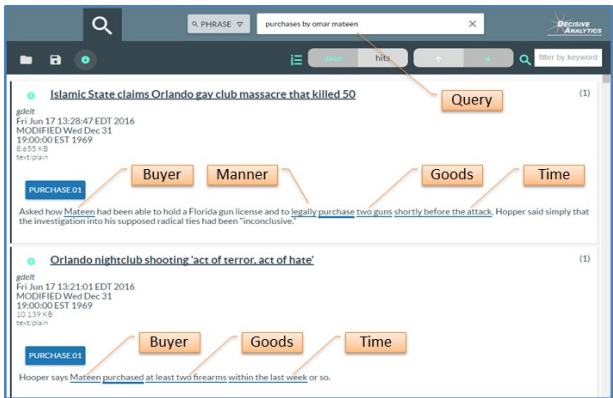 PHRASE
purchases by omar mateen
DECISIVE
ANALYTICS
date hits
filter by keyword
Query
Islamic State claims Orlando gay club massacre that killed 50 (1)
gdelt
Fri Jun 17 13:28:47 EDT 2016
MODIFIED Wed Dec 31
19:00:00 EST 1969
8.655 KB
text/plain
Buyer Manner Goods Time
PURCHASE.01
Asked how Mateen had been able to hold a Florida gun license and to legally purchase two guns shortly before the attack, Hopper said simply that
the investigation into his supposed radical ties had been "inconclusive."
Orlando nightclub shooting 'act of terror, act of hate' (1)
gdelt
Fri Jun 17 13:21:01 EDT 2016
MODIFIED Wed Dec 31
19:00:00 EST 1969
10.139 KB
text/plain
Buyer Goods Time
PURCHASE.01
Hooper says Mateen purchased at least two firearms within the last week or so.